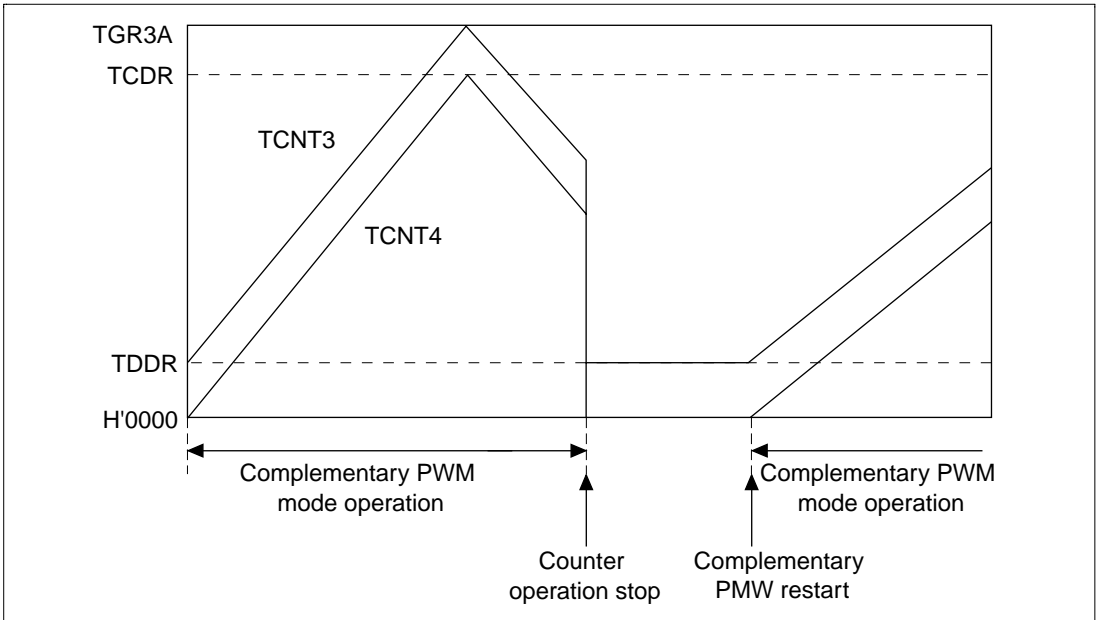 TGR3A
TCDR
TCNT3
TCNT4
TDDR
H'0000
Complementary PWM
mode operation
Complementary PWM
mode operation
Counter
operation stop
Complementary
PMW restart